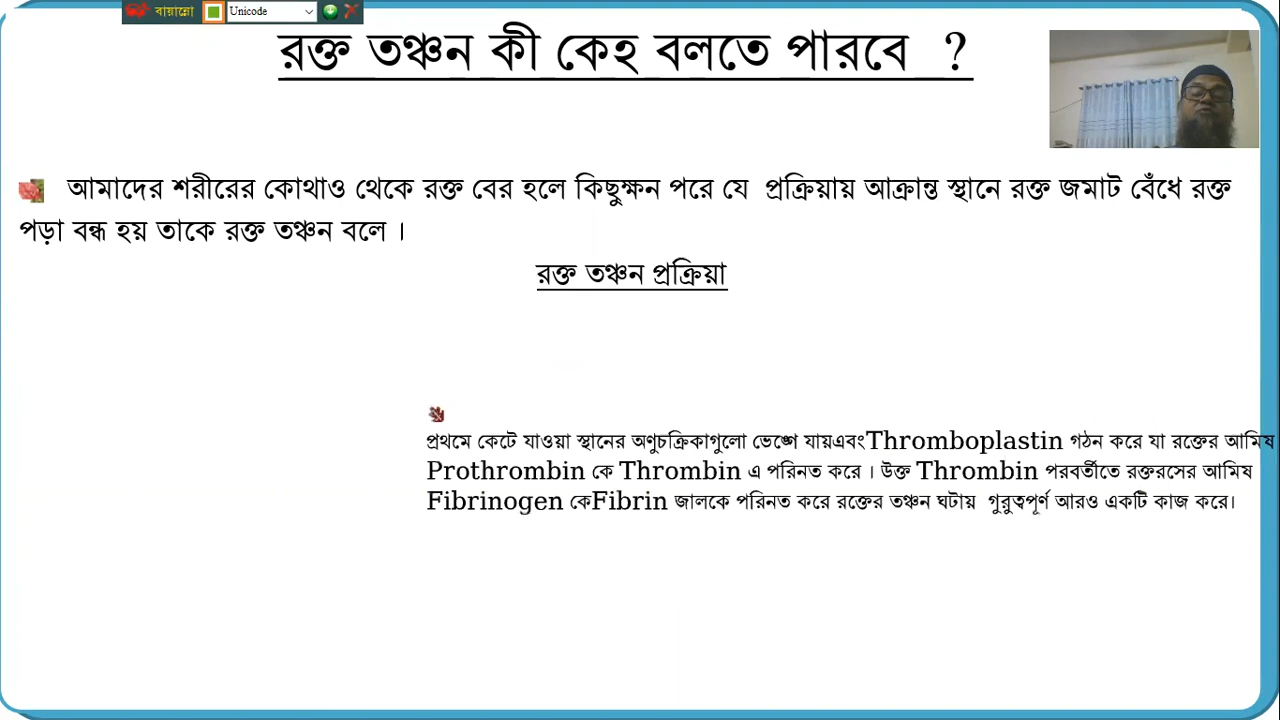 বায়ান্নো Unicode
রক্ত তঞ্চন কী কেহ বলতে পারবে ?
আমাদের শরীরের কোথাও থেকে রক্ত বের হলে কিছুক্ষন পরে যে প্রক্রিয়ায় আক্রান্ত স্থানে রক্ত জমাট বেঁধে রক্ত
পড়া বন্ধ হয় তাকে রক্ত তঞ্চন বলে ।
রক্ত তঞ্চন প্রক্রিয়া
প্রথমে কেটে যাওয়া স্থানের অণুচক্রিকাগুলো ভেঙ্গে যায়এবংThromboplastin গঠন করে যা রক্তের আমিষ
Prothrombin কে Thrombin এ পরিনত করে । উক্ত Thrombin পরবর্তীতে রক্তরসের আমিষ
Fibrinogen কেFibrin জালকে পরিনত করে রক্তের তঞ্চন ঘটায় গুরুত্বপূর্ণ আরও একটি কাজ করে।